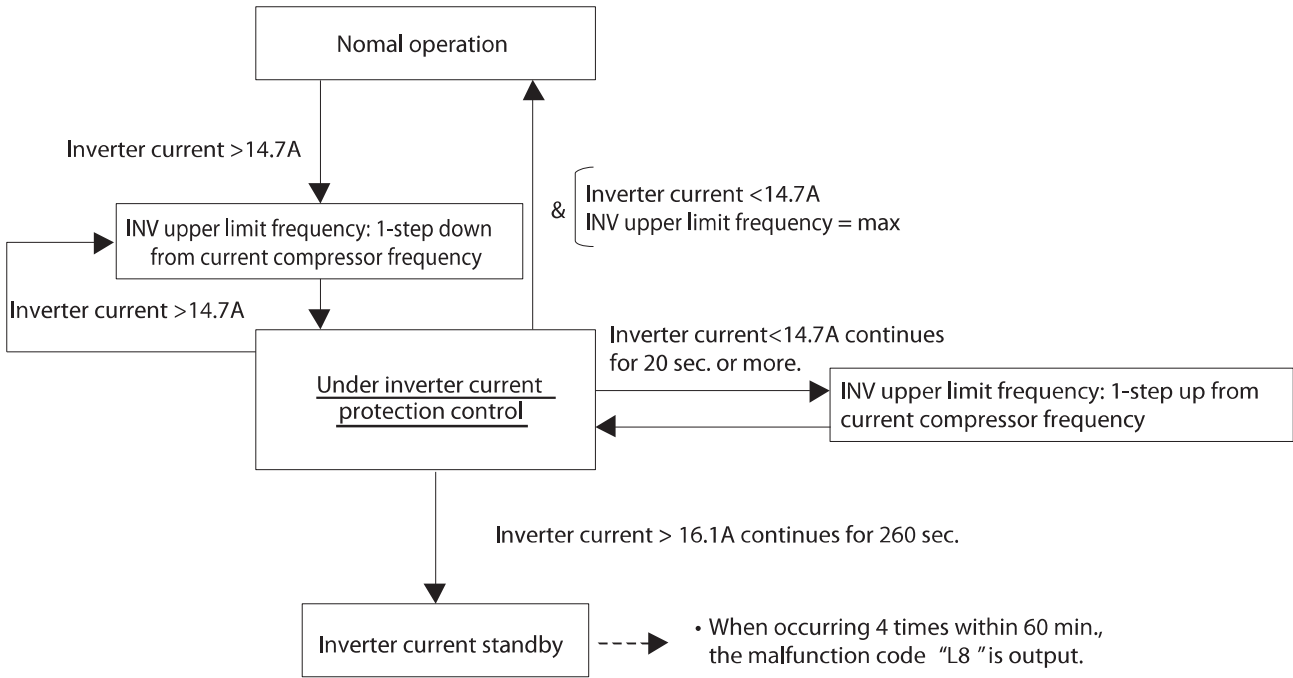 Nomal operation
Inverter current >14.7A
&
Inverter current <14.7A
INV upper limit frequency = max
INV upper limit frequency: 1-step down
from current compressor frequency
Inverter current >14.7A
Inverter current<14.7A continues
for 20 sec. or more.
Under inverter current
protection control
INV upper limit frequency: 1-step up from
current compressor frequency
Inverter current > 16.1A continues for 260 sec.
Inverter current standby
• When occurring 4 times within 60 min.,
the malfunction code “L8 ” is output.